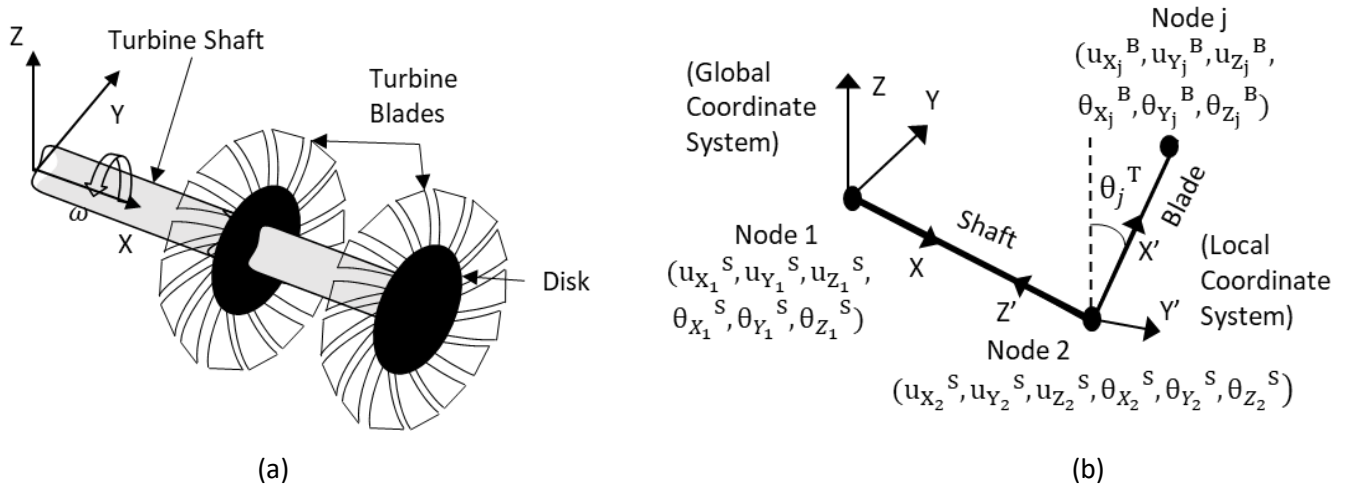 Z
Turbine Shaft
Y
ω
X
Turbine
Blades
Disk
(a)
(Global
Coordinate
System)
Z
Y
Node 1
(u_{X_1}^S, u_{Y_1}^S, u_{Z_1}^S,
θ_{X_1}^S, θ_{Y_1}^S, θ_{Z_1}^S)
Shaft
X
Z'
Node 2
(u_{X_2}^S, u_{Y_2}^S, u_{Z_2}^S, θ_{X_2}^S, θ_{Y_2}^S, θ_{Z_2}^S)
Node j
(u_{X_j}^B, u_{Y_j}^B, u_{Z_j}^B,
θ_{X_j}^B, θ_{Y_j}^B, θ_{Z_j}^B)
θ_j^T
Blade
X'
Y'
(Local
Coordinate
System)
(b)